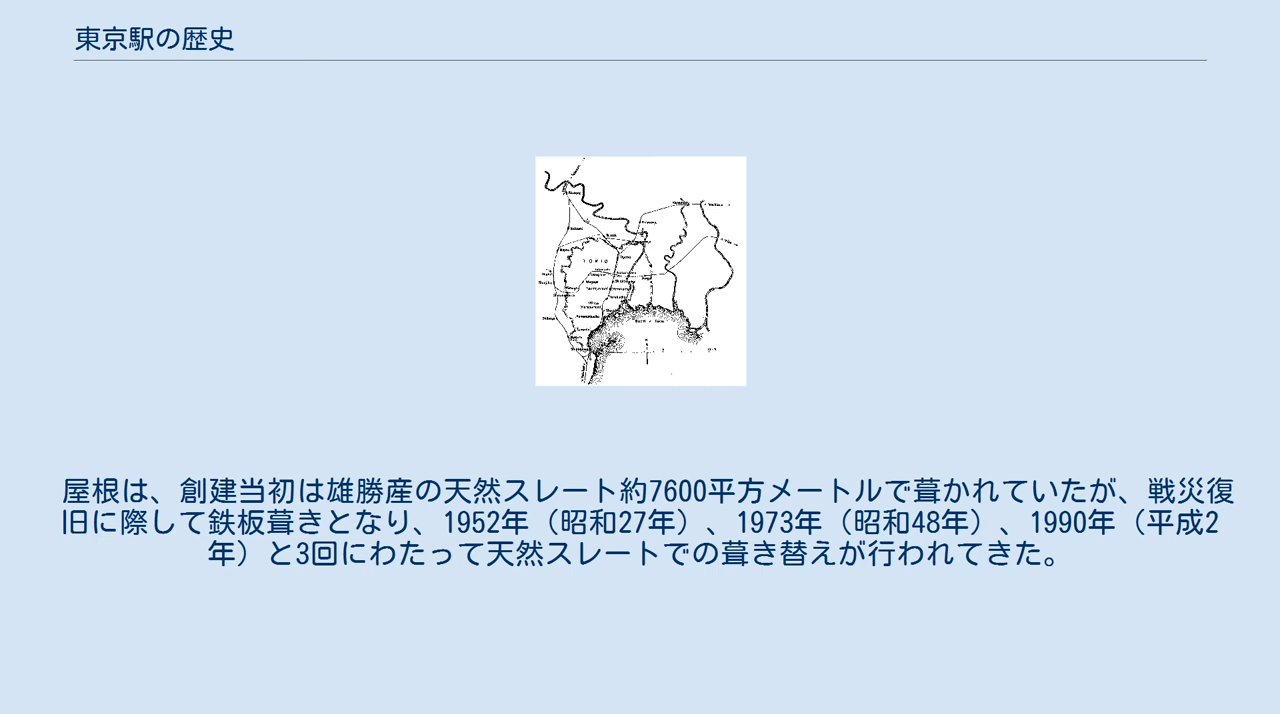 東京駅の歴史
TOKIO
屋根は、創建当初は雄勝産の天然スレート約7600平方メートルで葺かれていたが、戦災復
旧に際して鉄板葺きとなり、1952年（昭和27年）、1973年（昭和48年）、1990年（平成2
年）と3回にわたって天然スレートでの葺き替えが行われてきた。